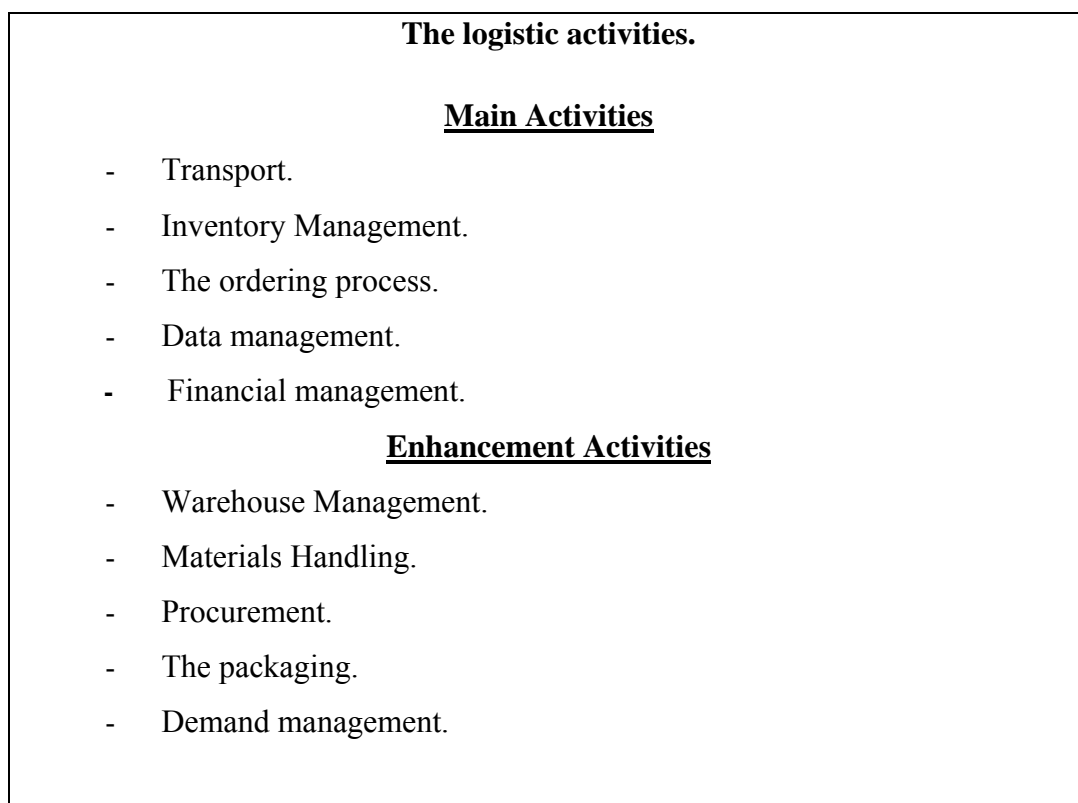 The logistic activities.
Main Activities
- Transport.
- Inventory Management.
- The ordering process.
- Data management.
- Financial management.
Enhancement Activities
- Warehouse Management.
- Materials Handling.
- Procurement.
- The packaging.
- Demand management.